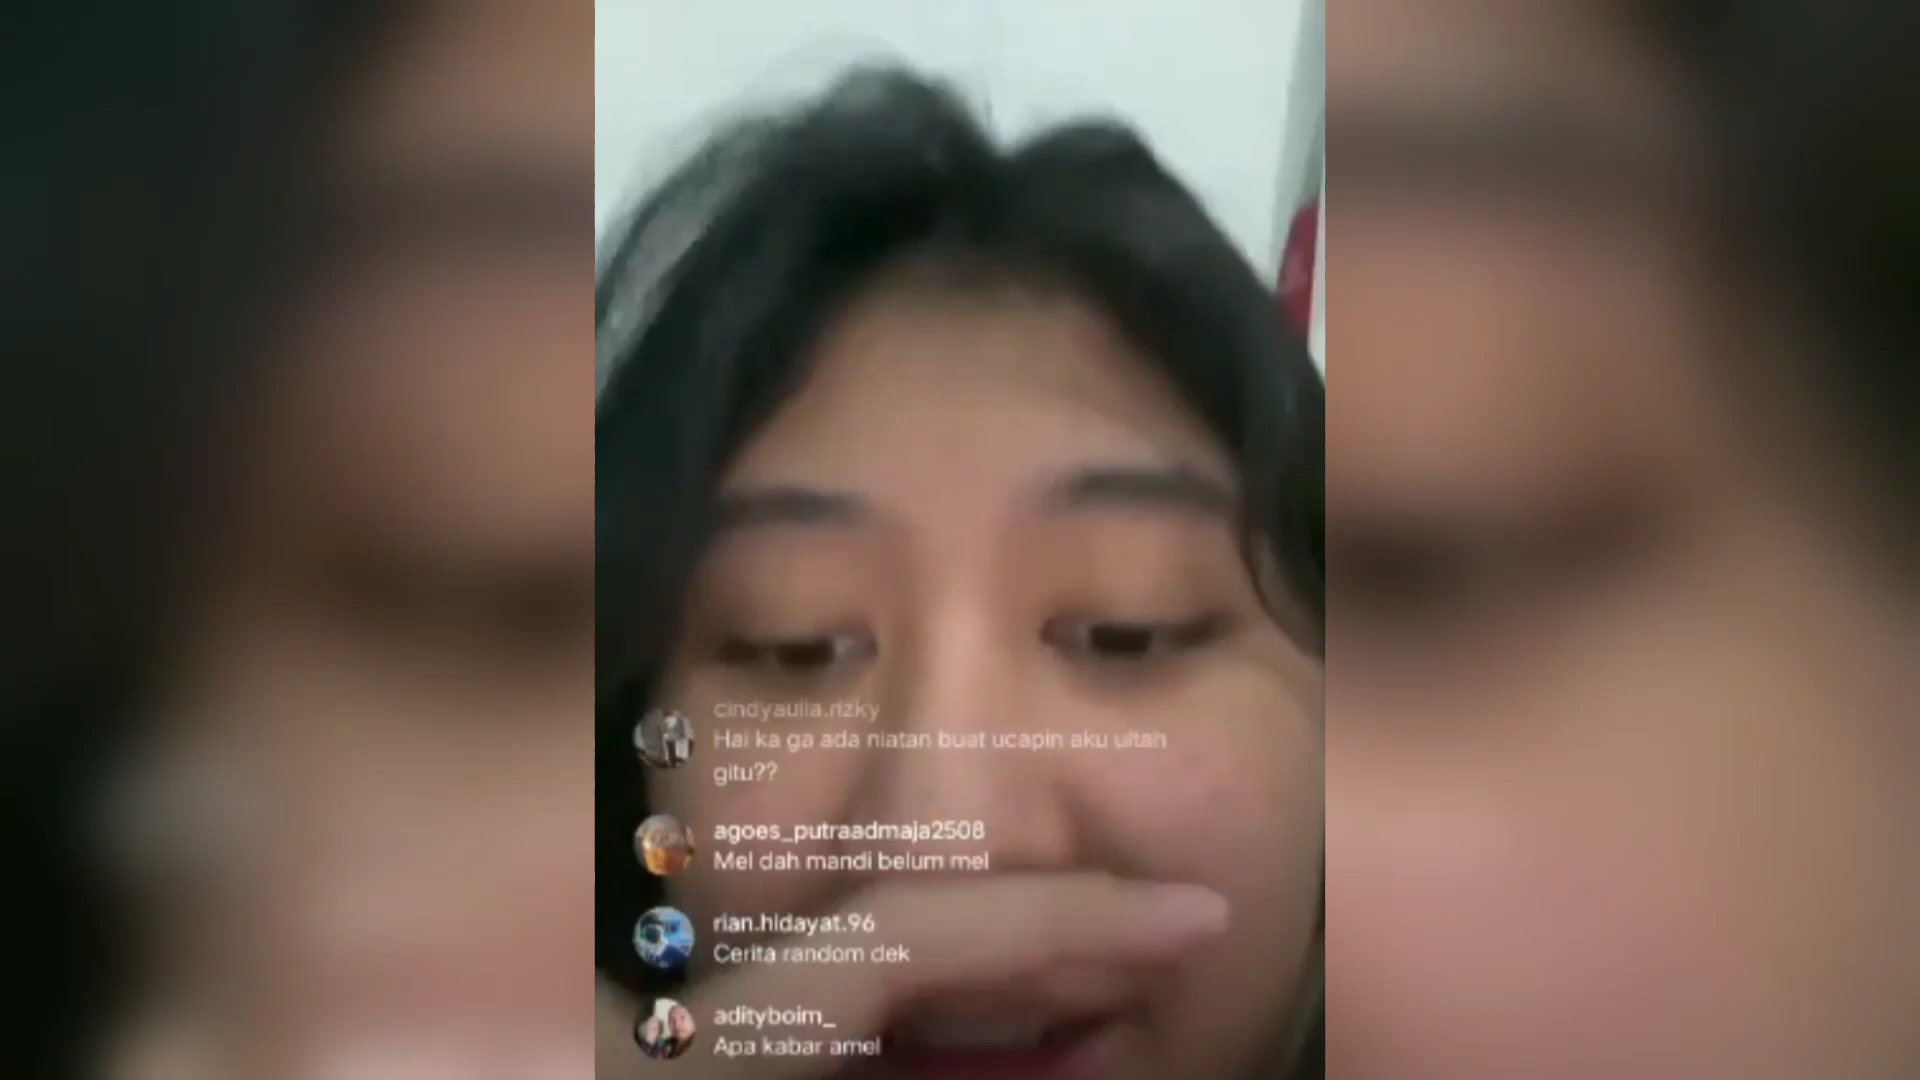 cindyaulia.rizky
Hai ka ga ada niatan buat ucapin aku ultah
gitu??
agoes_putraadmaja2508
Mel dah mandi belum mel
rian.hidayat.96
Cerita random dek
adityboim_
Apa kabar amel